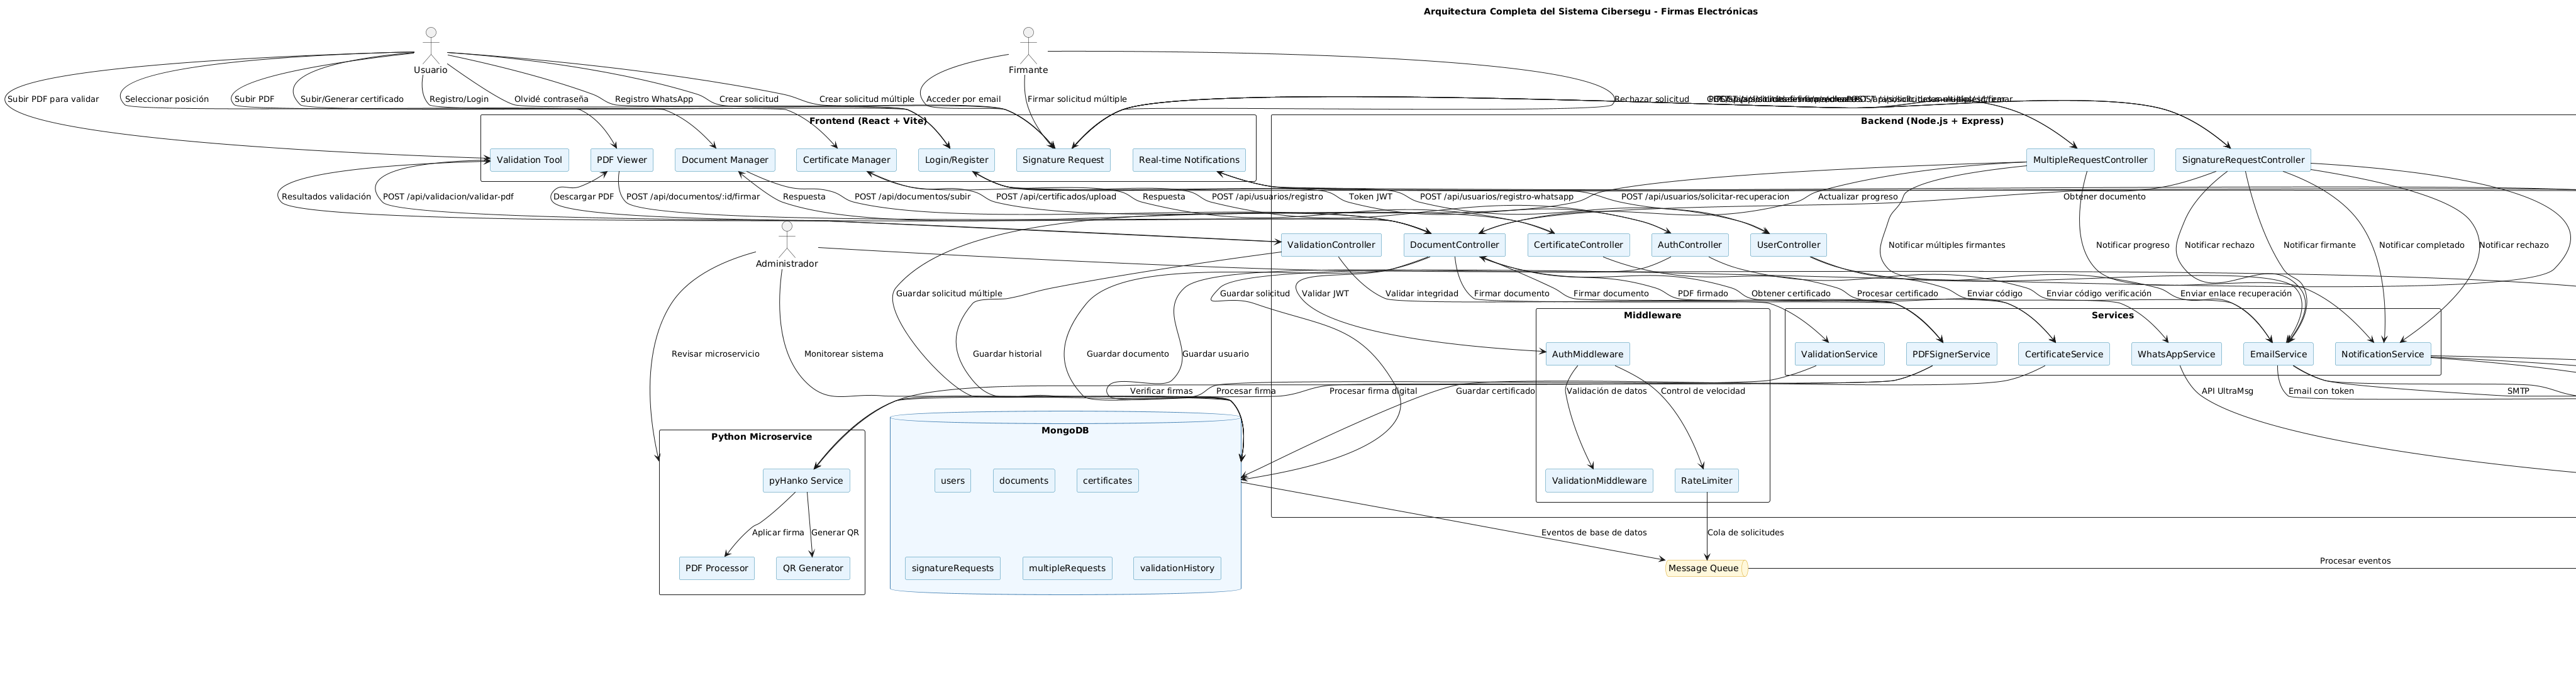 Arquitectura Completa del Sistema Cibersegu - Firmas Electrónicas
Usuario
Firmante
Subir PDF para validar
Seleccionar posición
Subir PDF
Subir/Generar certificado
Registro/Login
Olvidé contraseña
Registro WhatsApp
Crear solicitud
Crear solicitud múltiple
Acceder por email
Firmar solicitud múltiple
Rechazar solicitud
Frontend (React + Vite)
Backend (Node.js + Express)
Validation Tool
PDF Viewer
Document Manager
Certificate Manager
Login/Register
Signature Request
Real-time Notifications
MultipleRequestController
SignatureRequestController
Resultados validación
POST /api/validacion/validar-pdf
Descargar PDF
POST /api/documentos/:id/firmar
Respuesta
POST /api/documentos/subir
POST /api/certificados/upload
Respuesta
POST /api/usuarios/registro
Token JWT
POST /api/usuarios/registro-whatsapp
POST /api/usuarios/solicitar-recuperacion
Actualizar progreso
Obtener documento
Administrador
ValidationController
DocumentController
CertificateController
AuthController
UserController
Notificar múltiples firmantes
Notificar progreso
Notificar rechazo
Notificar firmante
Notificar completado
Notificar rechazo
Guardar solicitud múltiple
Guardar solicitud
Validar JWT
Validar integridad
Firmar documento
Firmar documento
PDF firmado
Obtener certificado
Procesar certificado
Enviar código
Enviar código verificación
Enviar enlace recuperación
Middleware
Services
Revisar microservicio
Monitorear sistema
Guardar historial
Guardar documento
Guardar usuario
AuthMiddleware
ValidationService
PDFSignerService
CertificateService
WhatsAppService
EmailService
NotificationService
Verificar firmas
Procesar firma
Procesar firma digital
Guardar certificado
Validación de datos
Control de velocidad
API UltraMsg
Email con token
SMTP
Python Microservice
MongoDB
pyHanko Service
users
documents
certificates
ValidationMiddleware
RateLimiter
Aplicar firma
Generar QR
Eventos de base de datos
Cola de solicitudes
PDF Processor
QR Generator
signatureRequests
multipleRequests
validationHistory
Message Queue
Procesar eventos